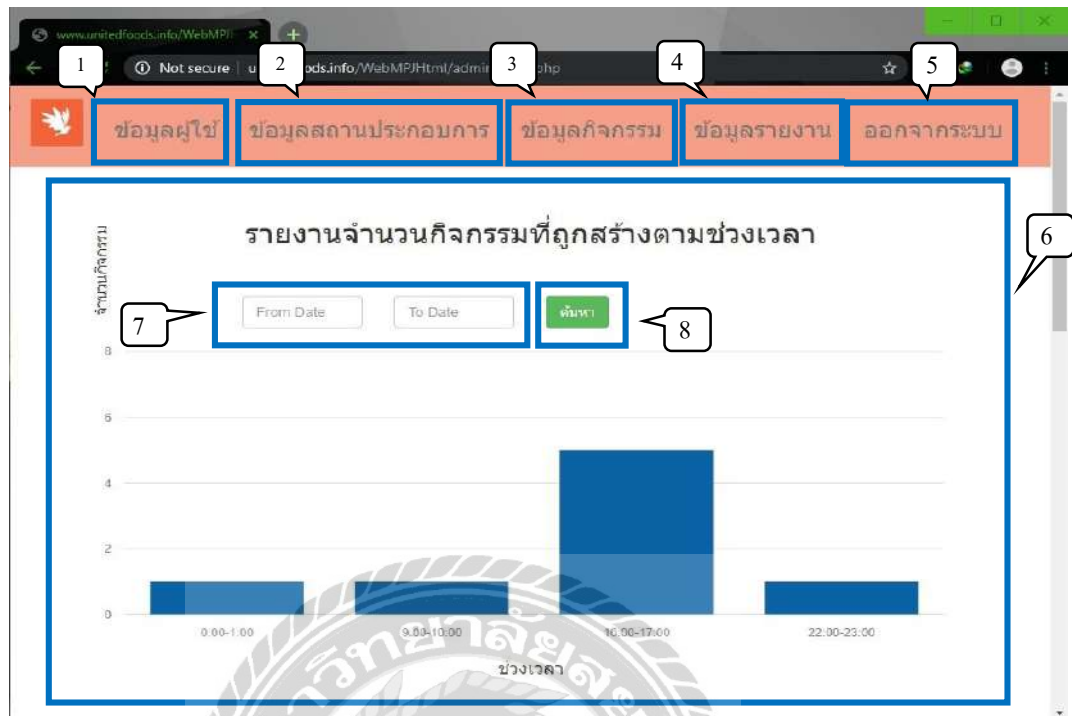 www.unitedfoods.info/WebMPJ
1 2 3 4 5
Not secure
ods.info/WebMPJHtml/admin
ข้อมูลผู้ใช้ ข้อมูลสถานประกอบการ ข้อมูลกิจกรรม ข้อมูลรายงาน ออกจากระบบ
6
รายงานจำนวนกิจกรรมที่ถูกสร้างตามช่วงเวลา
จำนวนกิจกรรม
7 From Date To Date ค้นหา 8
8
6
4
2
0
0:00-1:00 9:00-10:00 16:00-17:00 22:00-23:00
ช่วงเวลา